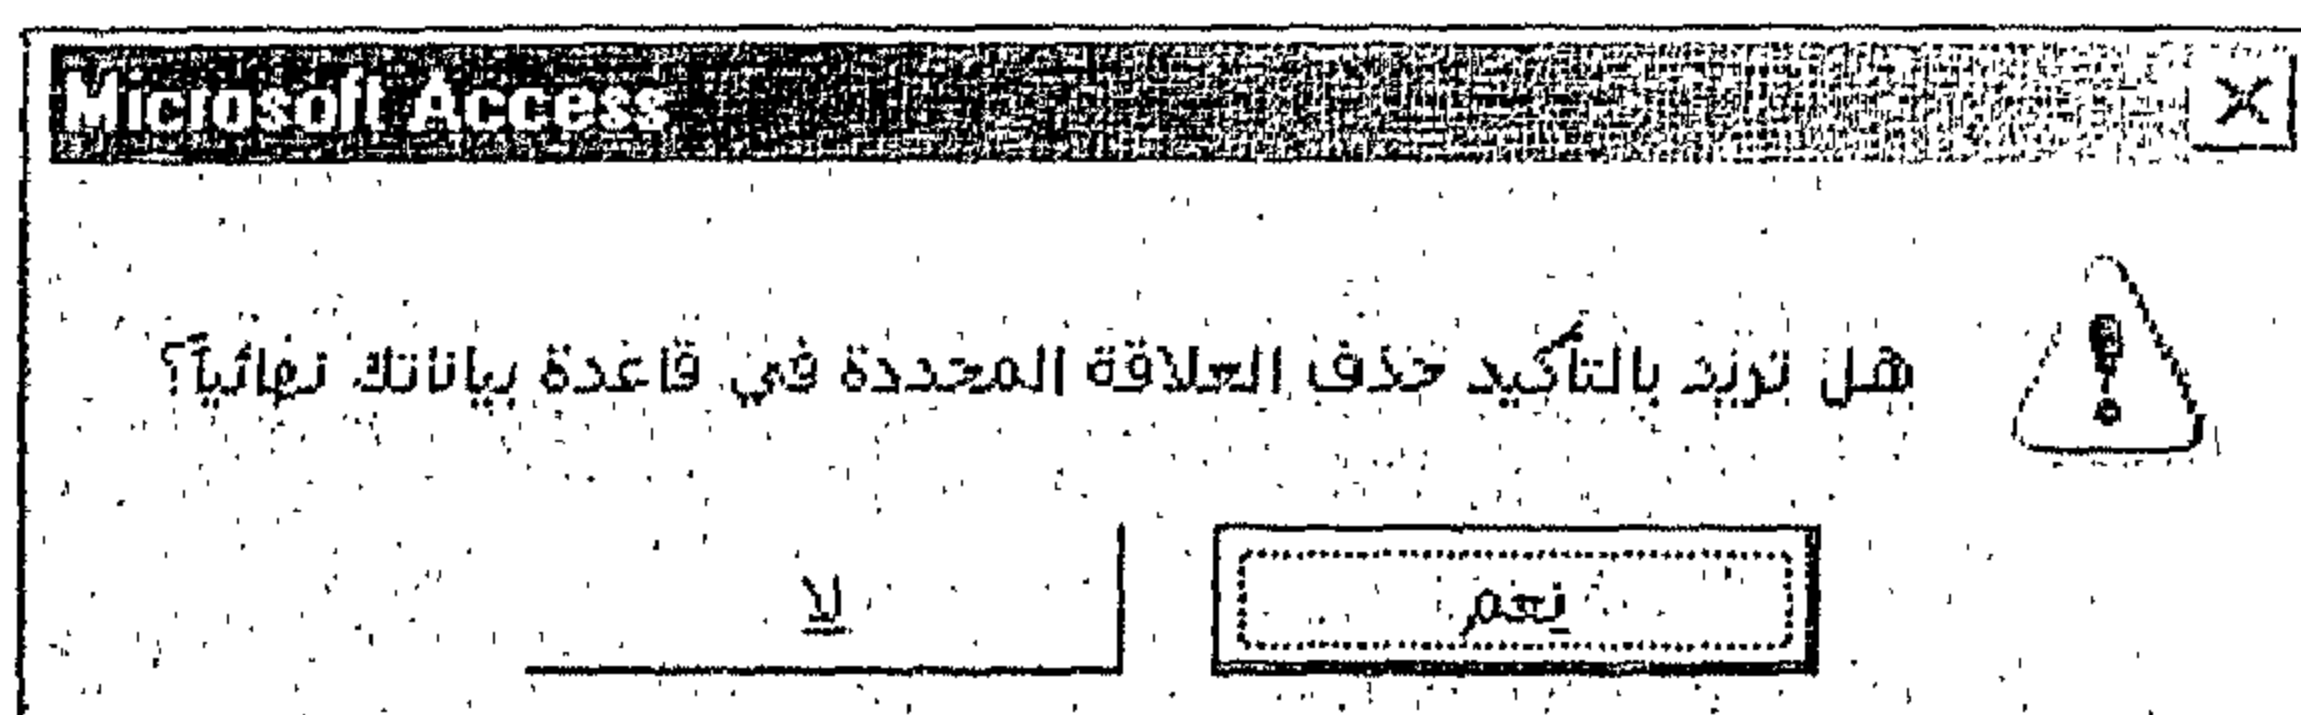 Microsoft Access
هل تريد بالتأكيد حذف العلاقة المحددة في قاعدة بياناتك نهائياً؟
نعم
لا